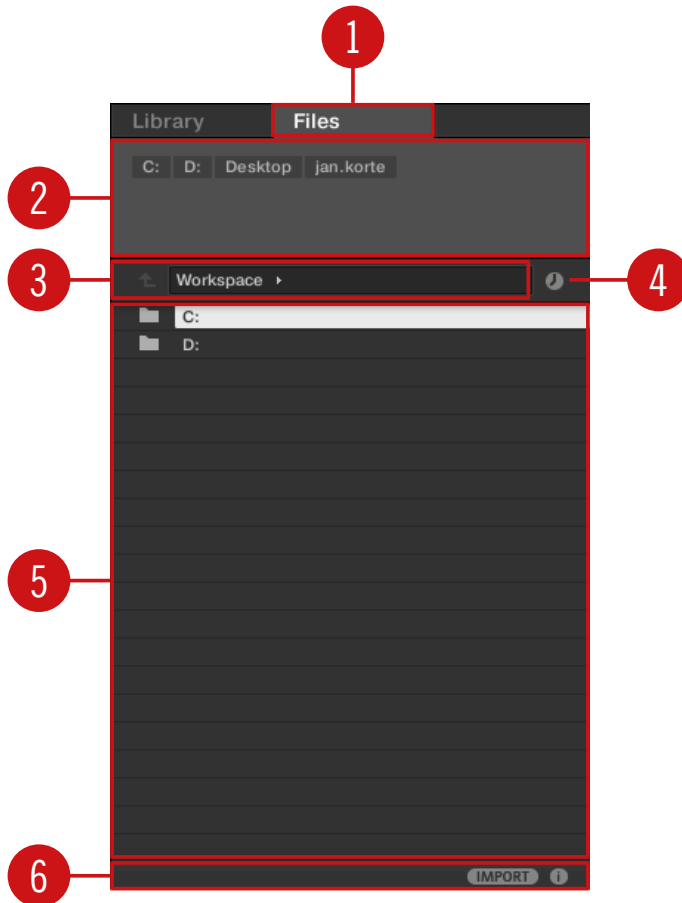 1
Library Files
C: D: Desktop jan.korte
2
3 Workspace 4
C:
D:
5
6 IMPORT i